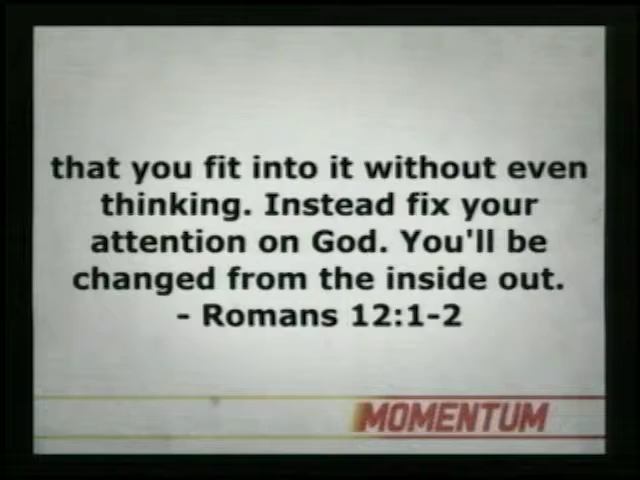 that you fit into it without even
thinking. Instead fix your
attention on God. You'll be
changed from the inside out.
- Romans 12:1-2
MOMENTUM